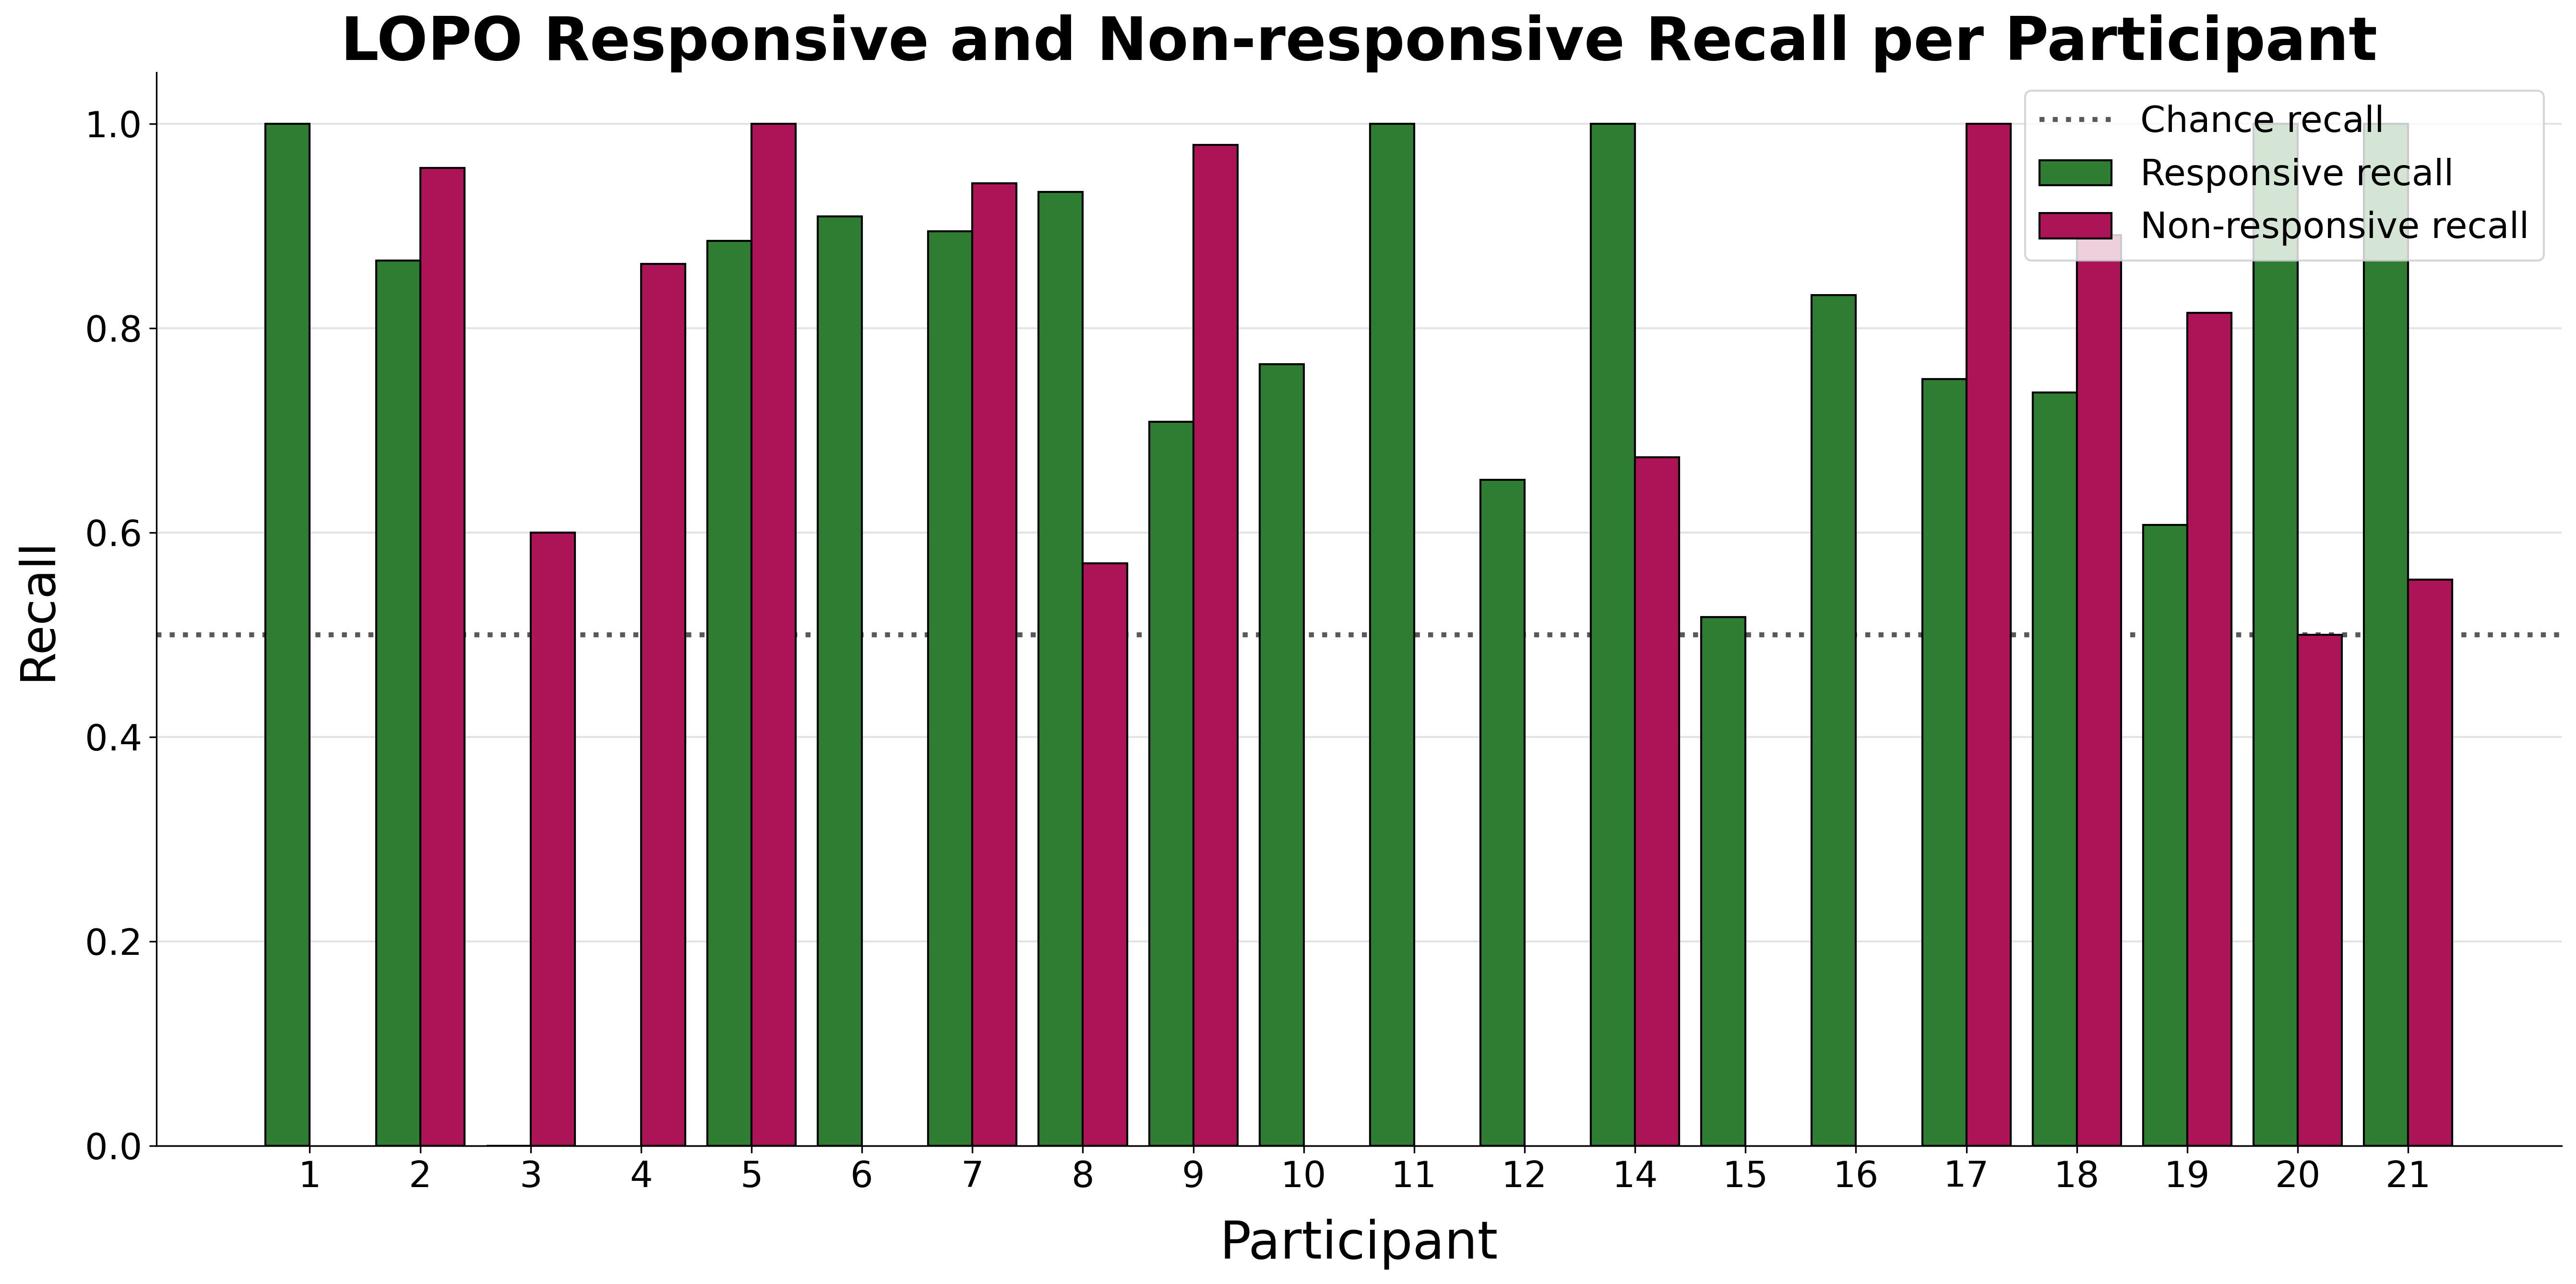 LOPO Responsive and Non-responsive Recall per Participant
Chance recall
Responsive recall
Non-responsive recall
1.0
0.8
0.6
0.4
0.2
0.0
Recall
1 2 3 4 5 6 7 8 9 10 11 12 14 15 16 17 18 19 20 21
Participant